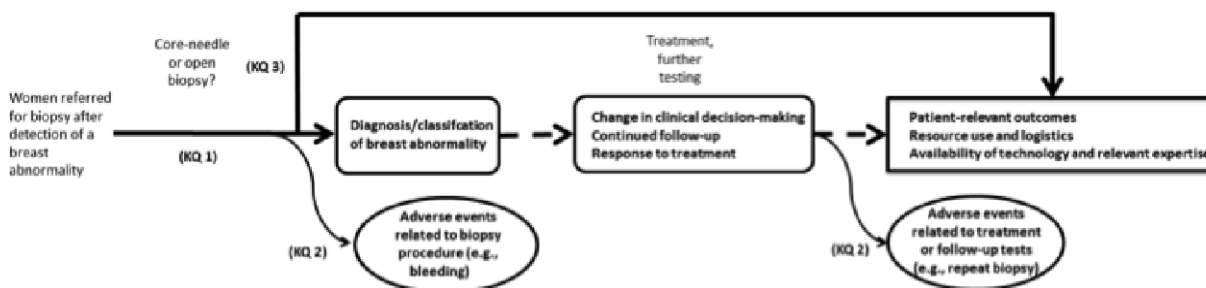 Core-needle
or open
biopsy?
(KQ 3)
Treatment,
further
testing
Women referred
for biopsy after
detection of a
breast
abnormality
(KQ 1)
Diagnosis/classifcation
of breast abnormality
Change in clinical decision-making
Continued follow-up
Response to treatment
Patient-relevant outcomes
Resource use and logistics
Availability of technology and relevant expertise
(KQ 2)
Adverse events
related to biopsy
procedure (e.g.,
bleeding)
(KQ 2)
Adverse events
related to treatment
or follow-up tests
(e.g., repeat biopsy)